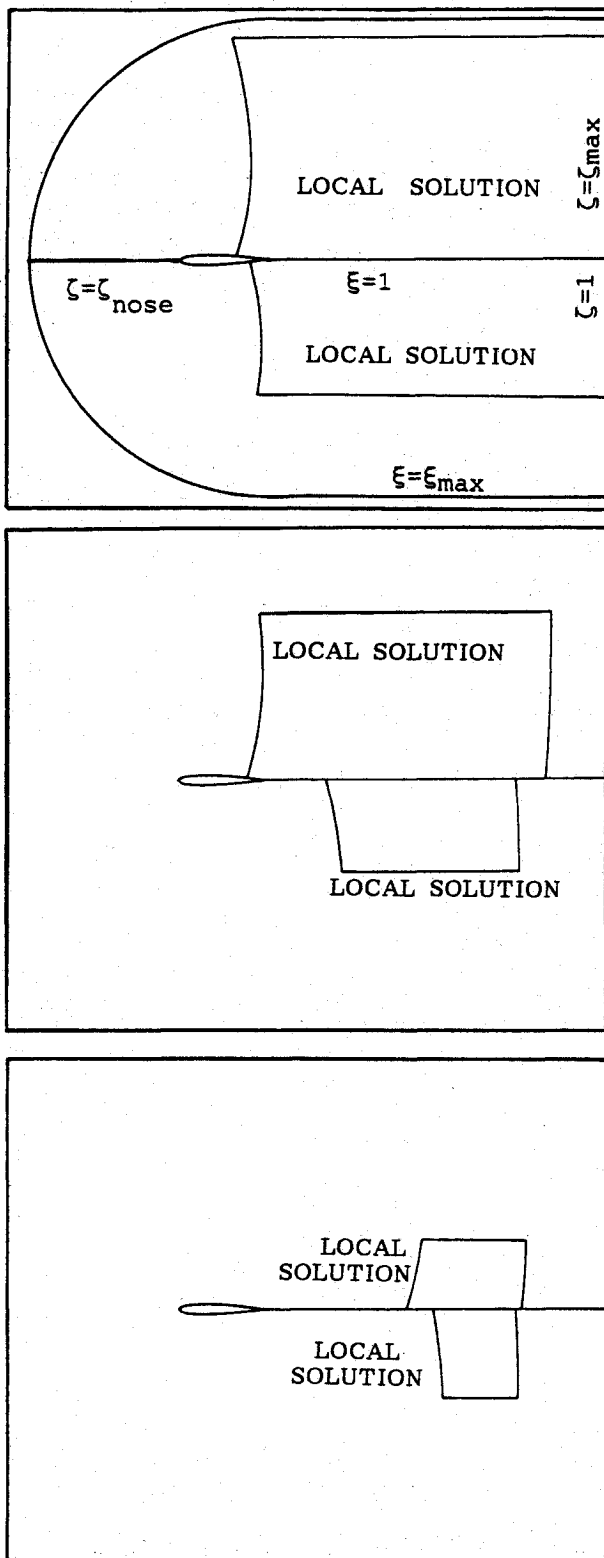 LOCAL SOLUTION
ζ=ζmax
ζ=ζnose
ξ=1
ζ=1
LOCAL SOLUTION
ξ=ξmax
LOCAL SOLUTION
LOCAL SOLUTION
LOCAL
SOLUTION
LOCAL
SOLUTION